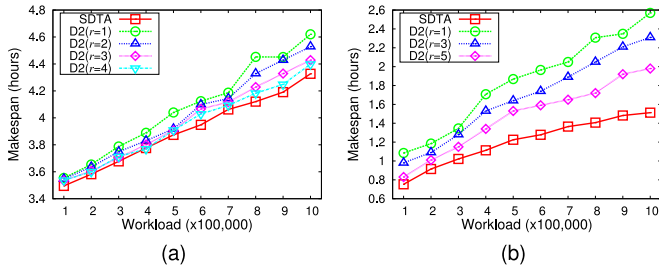 4.8
4.6
4.4
4.2
4
3.8
3.6
3.4
Makespan (hours)
SDTA
D2(r=1)
D2(r=2)
D2(r=3)
D2(r=4)
1 2 3 4 5 6 7 8 9 10
Workload (x100,000)
(a)
2.6
2.4
2.2
2
1.8
1.6
1.4
1.2
1
0.8
0.6
Makespan (hours)
SDTA
D2(r=1)
D2(r=3)
D2(r=5)
1 2 3 4 5 6 7 8 9 10
Workload (x100,000)
(b)